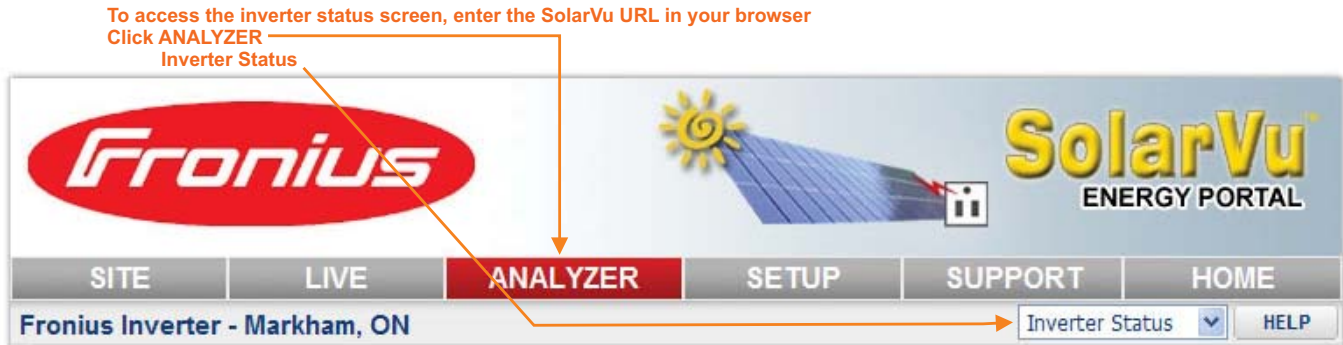 To access the inverter status screen, enter the SolarVu URL in your browser
Click ANALYZER
Inverter Status
Fronius
SolarVu™
ENERGY PORTAL
SITE LIVE ANALYZER SETUP SUPPORT HOME
Fronius Inverter - Markham, ON Inverter Status HELP